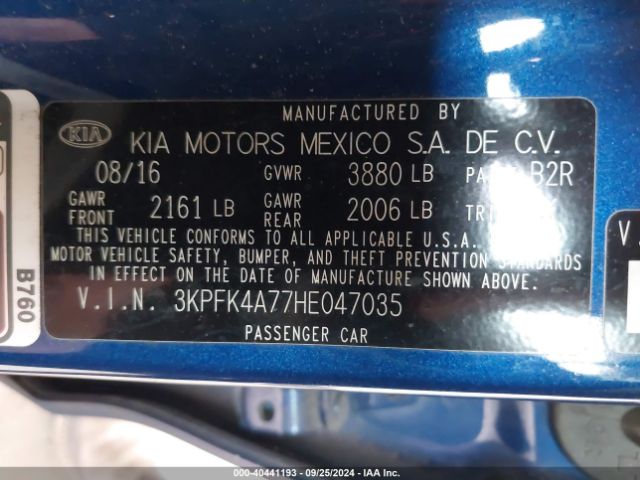 MANUFACTURED BY
KIA KIA MOTORS MEXICO S.A. DE C.V.
08/16 GVWR 3880 LB B2R
GAWR FRONT 2161 LB GAWR REAR 2006 LB
THIS VEHICLE CONFORMS TO ALL APPLICABLE U.S.A.
MOTOR VEHICLE SAFETY, BUMPER, AND THEFT PREVENTION STANDARDS
IN EFFECT ON THE DATE OF MANUFACTURE SHOWN ABOVE.
V.I.N. 3KPFK4A77HE047035
PASSENGER CAR
B760
© - 40441193 - 09/25/2024 - IAA Inc.